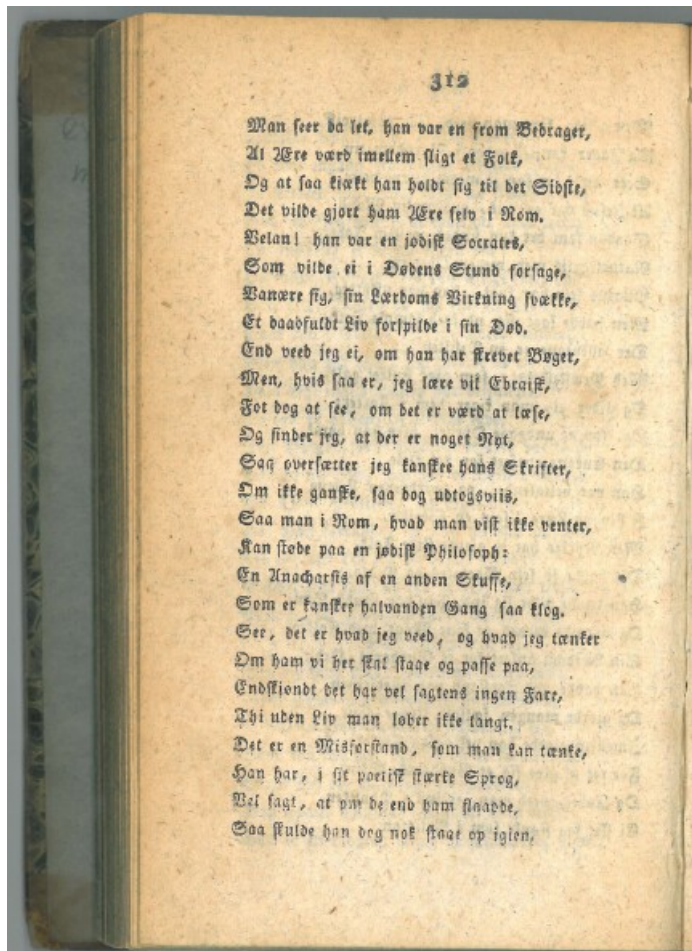 312
Man seer da let, han var en from Bedrager,
Al Ære værd imellem sligt et Folk,
Og at saa kiækt han holdt sig til det Sidste,
Det vilde gjort ham Ære selv i Rom.
Velan! han var en jødisk Socrates,
Som vilde ei i Dødens Stund forsage,
Vanære sig, sin Lærdoms Virkning svække,
Et daadfuldt Liv forspilde i sin Død.
End veed jeg ei, om han har skrevet Bøger,
Men, hvis saa er, jeg lære vil Ebraisk,
Fot dog at see, om det er værd at læse,
Og finder jeg, at der er noget Nyt,
Saa oversætter jeg kanskee hans Skrifter,
Om ikke ganske, saa dog udtogsviis,
Saa man i Rom, hvad man vist ikke venter,
Kan støde paa en jødisk Philosoph:
En Anacharsis af en anden Skuffe,
Som er kanskee halvanden Gang saa klog.
See, det er hvad jeg veed, og hvad jeg tænker
Om ham vi her skal staae og passe paa,
Endskjøndt det har vel sagtens ingen Fare,
Thi uden Liv man løber ikke langt.
Det er en Misforstand, som man kan tænke,
Han har, i sit poetisk stærke Sprog,
Vel sagt, at om de end ham slaaede,
Saa skulde han dog nok staae op igien.